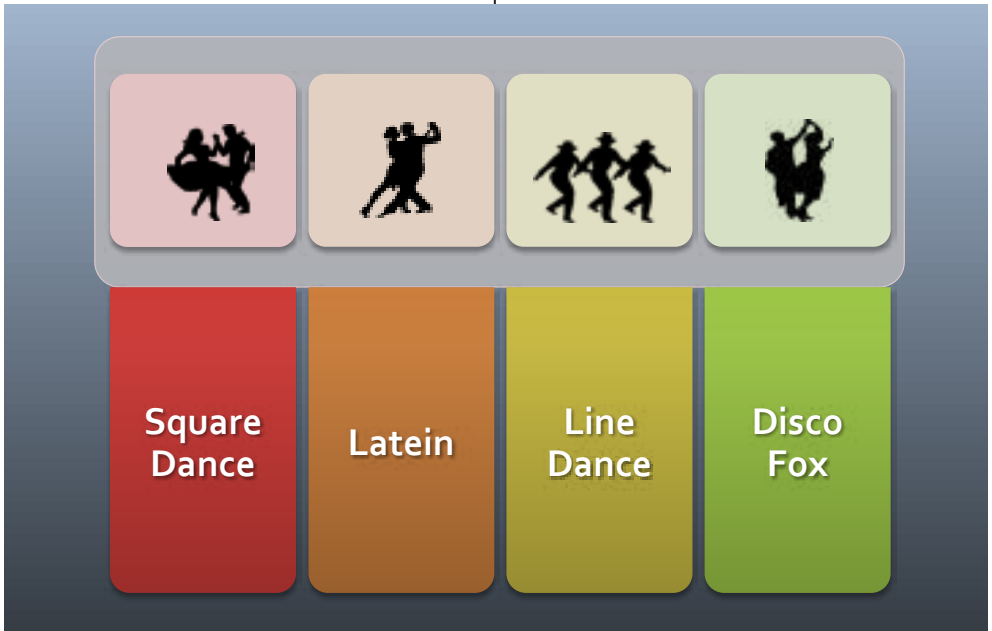 Square
Dance
Latein
Line
Dance
Disco
Fox